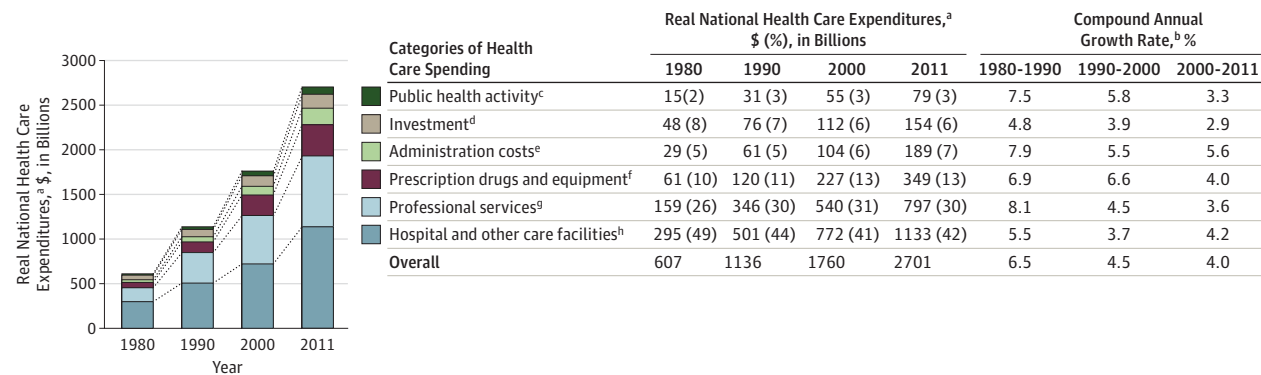 Real National Health Care Expenditures,a $, in Billions
3000
2500
2000
1500
1000
500
0
1980 1990 2000 2011
Year
Real National Health Care Expenditures,a
$ (%), in Billions
Compound Annual
Growth Rate,b %
Categories of Health
Care Spending 1980 1990 2000 2011 1980-1990 1990-2000 2000-2011
Public health activityc 15(2) 31 (3) 55 (3) 79 (3) 7.5 5.8 3.3
Investmentd 48 (8) 76 (7) 112 (6) 154 (6) 4.8 3.9 2.9
Administration costse 29 (5) 61 (5) 104 (6) 189 (7) 7.9 5.5 5.6
Prescription drugs and equipmentf 61 (10) 120 (11) 227 (13) 349 (13) 6.9 6.6 4.0
Professional servicesg 159 (26) 346 (30) 540 (31) 797 (30) 8.1 4.5 3.6
Hospital and other care facilitiesh 295 (49) 501 (44) 772 (41) 1133 (42) 5.5 3.7 4.2
Overall 607 1136 1760 2701 6.5 4.5 4.0